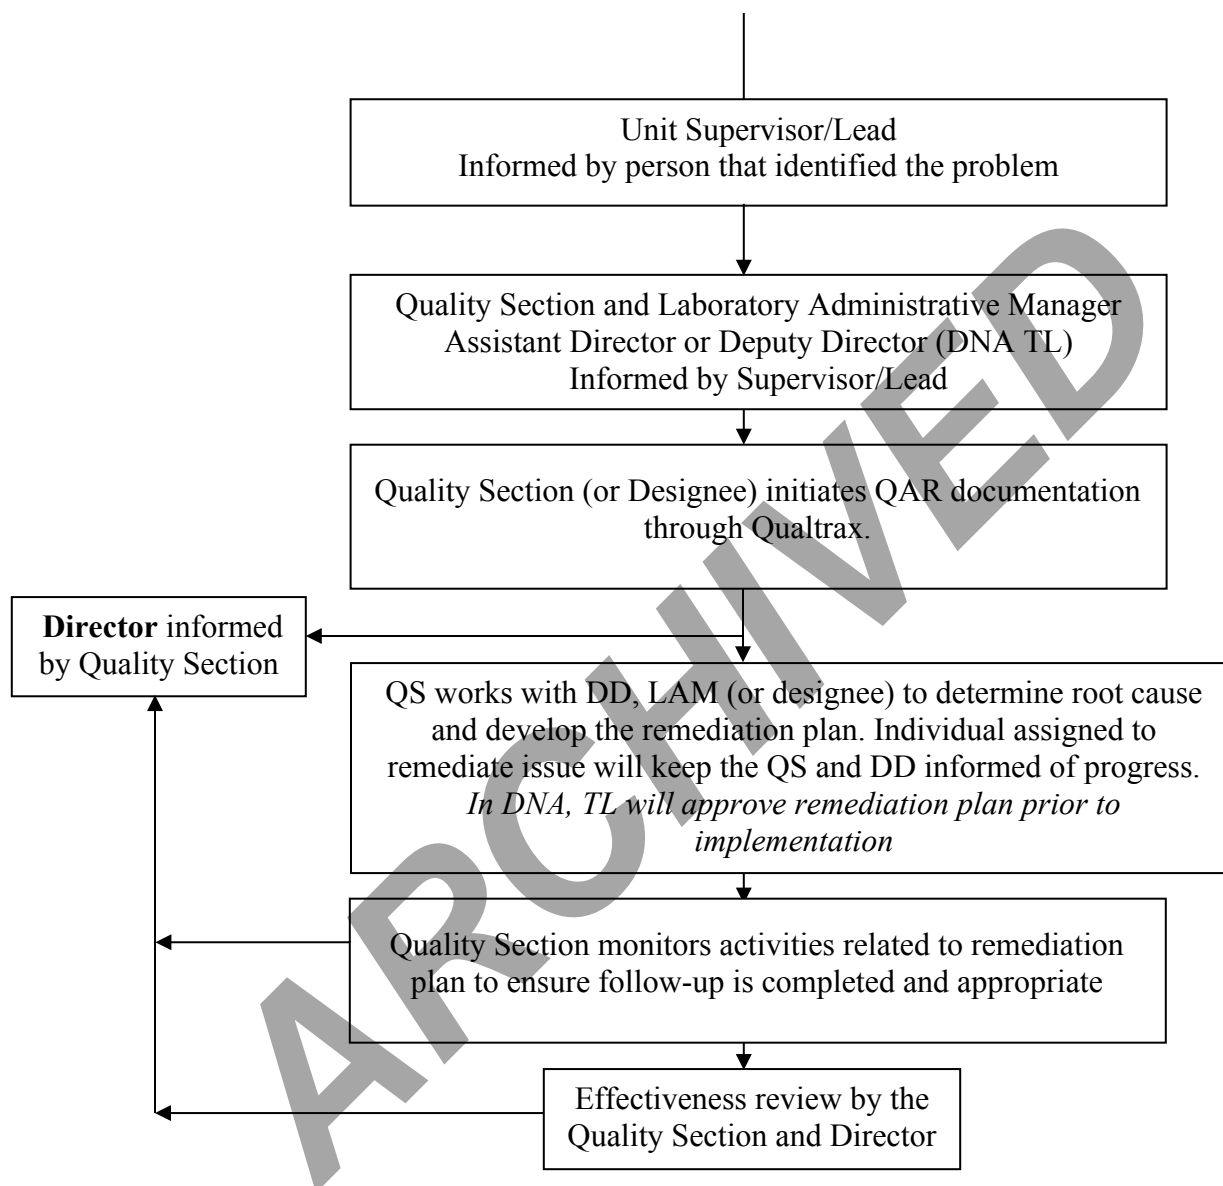 Unit Supervisor/Lead
Informed by person that identified the problem
Quality Section and Laboratory Administrative Manager
Assistant Director or Deputy Director (DNA TL)
Informed by Supervisor/Lead
Quality Section (or Designee) initiates QAR documentation
through Qualtrax.
Director informed
by Quality Section
QS works with DD, LAM (or designee) to determine root cause
and develop the remediation plan. Individual assigned to
remediate issue will keep the QS and DD informed of progress.
In DNA, TL will approve remediation plan prior to
implementation
Quality Section monitors activities related to remediation
plan to ensure follow-up is completed and appropriate
Effectiveness review by the
Quality Section and Director
ARCHIVED